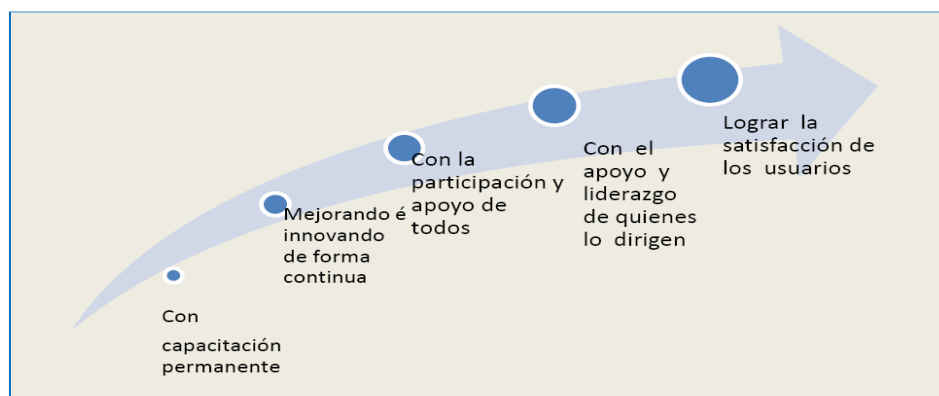 Con
capacitación
permanente
Mejorando é
innovando
de forma
continua
Con la
participación y
apoyo de
todos
Con el
apoyo y
liderazgo
de quienes
lo dirigen
Lograr la
satisfacción de
los usuarios